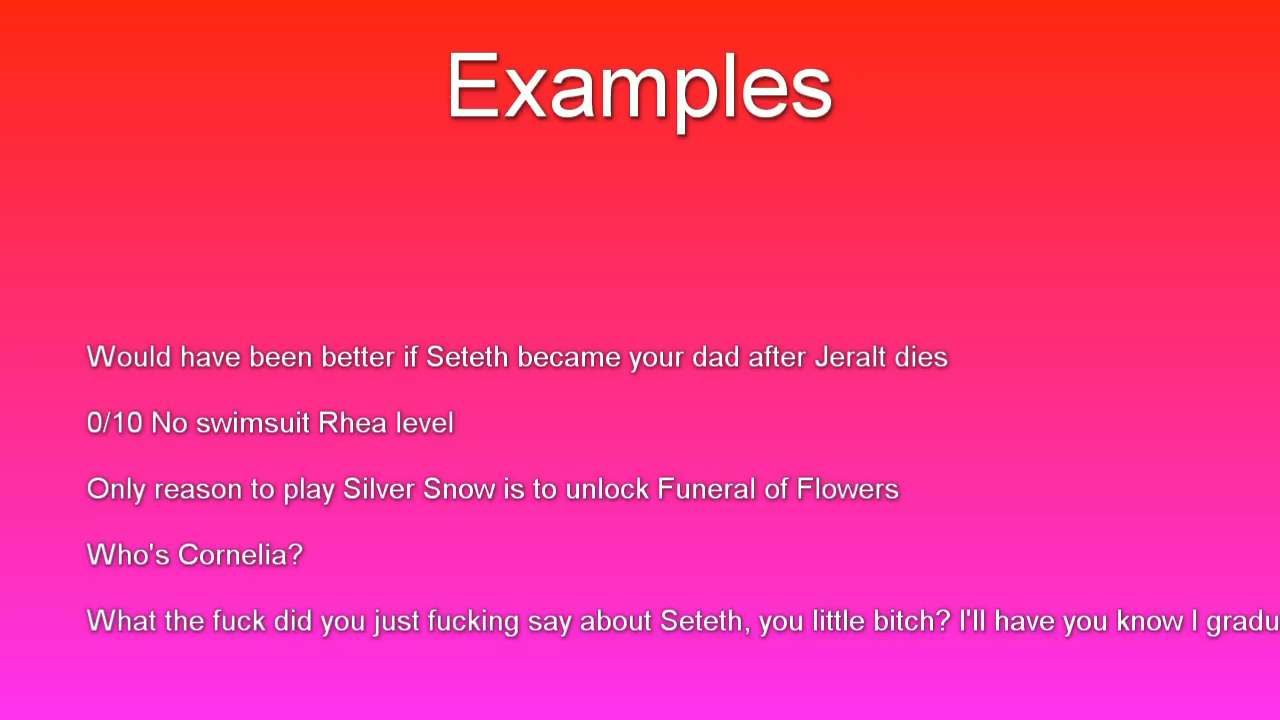 Examples
Would have been better if Seteth became your dad after Jeralt dies
0/10 No swimsuit Rhea level
Only reason to play Silver Snow is to unlock Funeral of Flowers
Who's Cornelia?
What the fuck did you just fucking say about Seteth, you little bitch? I'll have you know I gradu